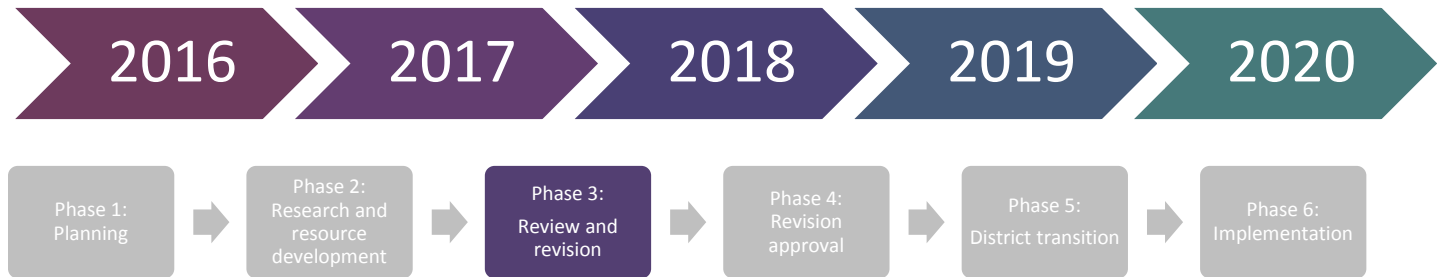 2016
2017
2018
2019
2020
Phase 1:
Planning
Phase 2:
Research and
resource
development
Phase 3:
Review and
revision
Phase 4:
Revision
approval
Phase 5:
District transition
Phase 6:
Implementation